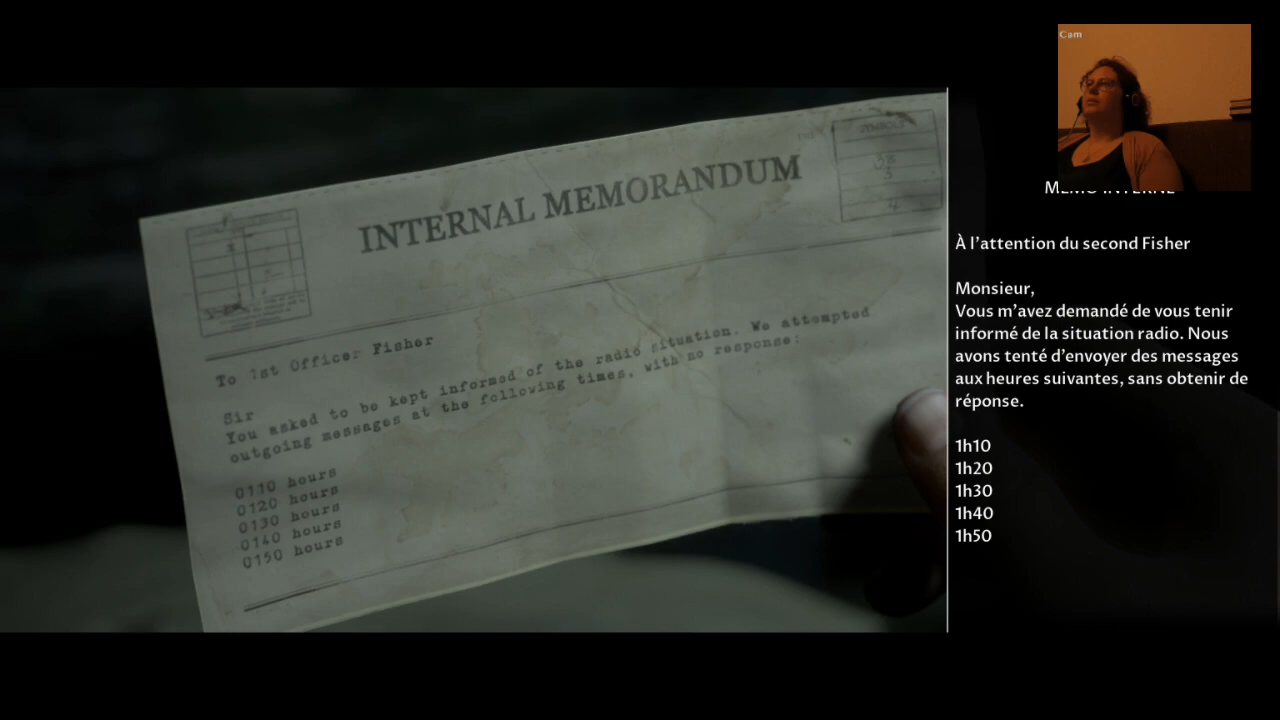 Cam
INTERNAL MEMORANDUM
To 1st Officer Fisher
Sir
You asked to be kept informed of the radio situation. We attempted
outgoing messages at the following times, with no response:
0110 hours
0120 hours
0130 hours
0140 hours
0150 hours
MÉMO INTERNE
À l'attention du second Fisher
Monsieur,
Vous m'avez demandé de vous tenir
informé de la situation radio. Nous
avons tenté d'envoyer des messages
aux heures suivantes, sans obtenir de
réponse.
1h10
1h20
1h30
1h40
1h50